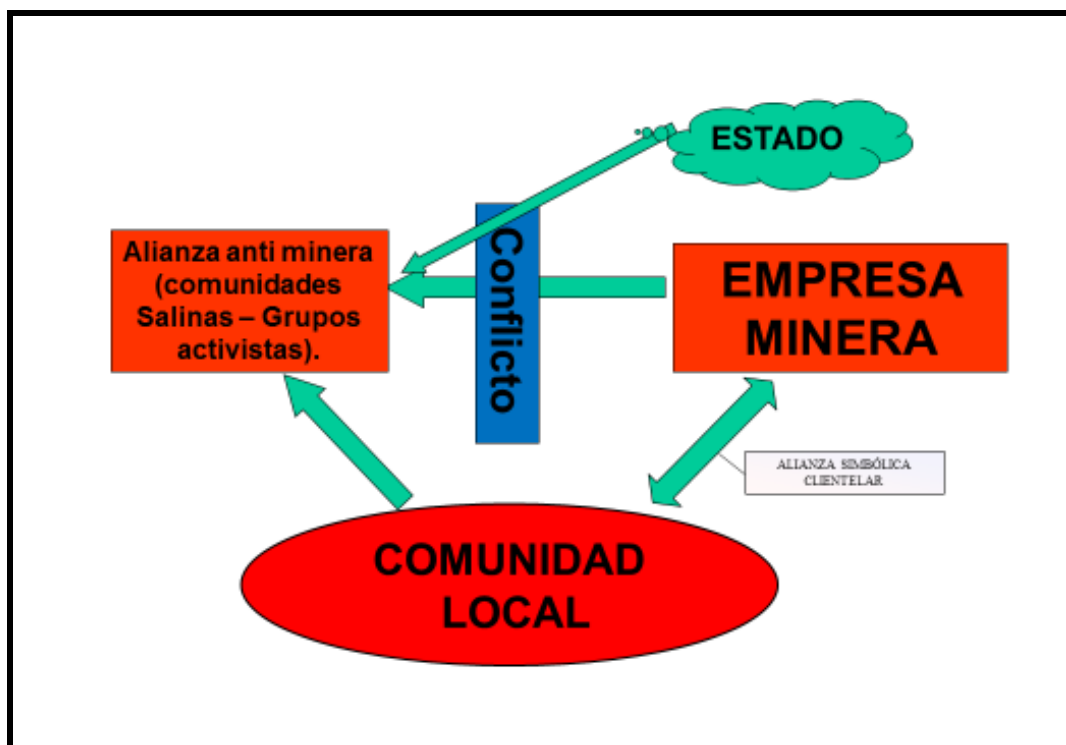 ESTADO
Alianza anti minera
(comunidades
Salinas – Grupos
activistas).
Conflicto
EMPRESA
MINERA
ALIANZA SIMBÓLICA
CLIENTELAR
COMUNIDAD
LOCAL